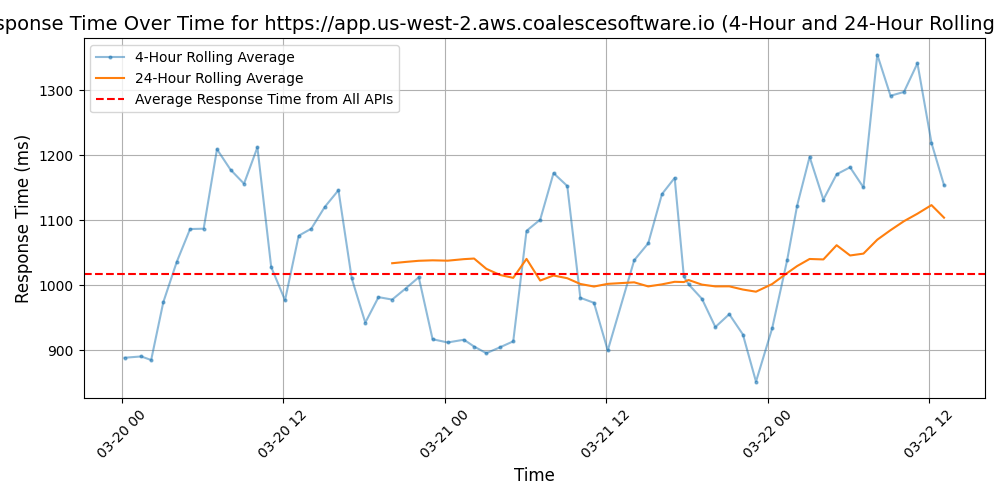 sponse Time Over Time for https://app.us-west-2.aws.coalescesoftware.io (4-Hour and 24-Hour Rolling
4-Hour Rolling Average
24-Hour Rolling Average
Average Response Time from All APIs
Response Time (ms)
1300
1200
1100
1000
900
03-20 00
03-20 12
03-21 00
03-21 12
03-22 00
03-22 12
Time